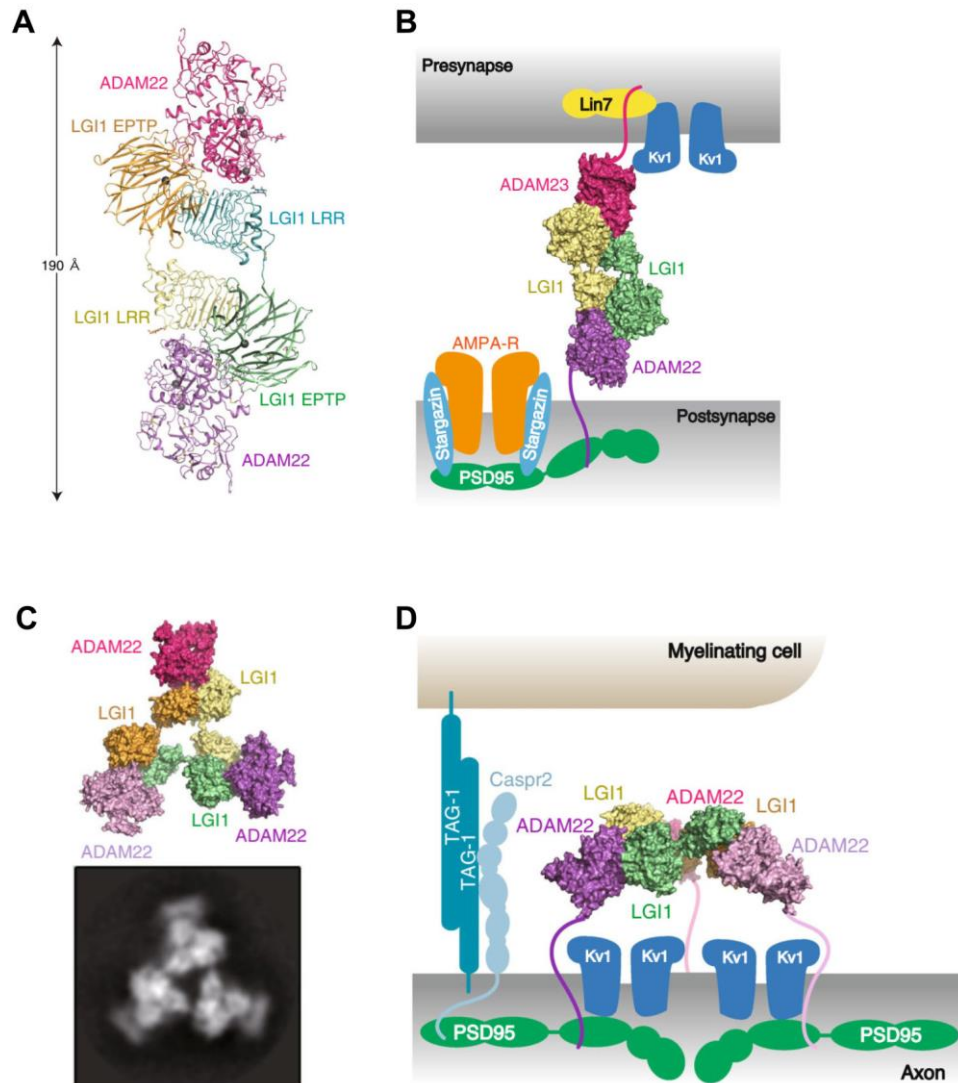 A
ADAM22
LGI1 EPTP
LGI1 LRR
190 Å
LGI1 LRR
LGI1 EPTP
ADAM22
B
Presynapse
Lin7
Kv1
Kv1
ADAM23
LGI1
LGI1
AMPA-R
ADAM22
Stargazin
Stargazin
Postsynapse
PSD95
C
ADAM22
LGI1
LGI1
LGI1
ADAM22
ADAM22
D
Myelinating cell
Caspr2
TAG-1
TAG-1
LGI1
ADAM22
LGI1
ADAM22
ADAM22
LGI1
Kv1
Kv1
Kv1
Kv1
PSD95
PSD95
Axon